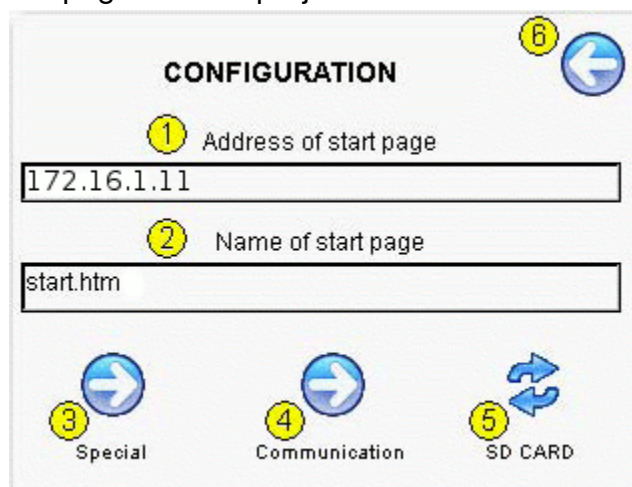 6
CONFIGURATION
1 Address of start page
172.16.1.11
2 Name of start page
start.htm
3 4 5
Special Communication SD CARD